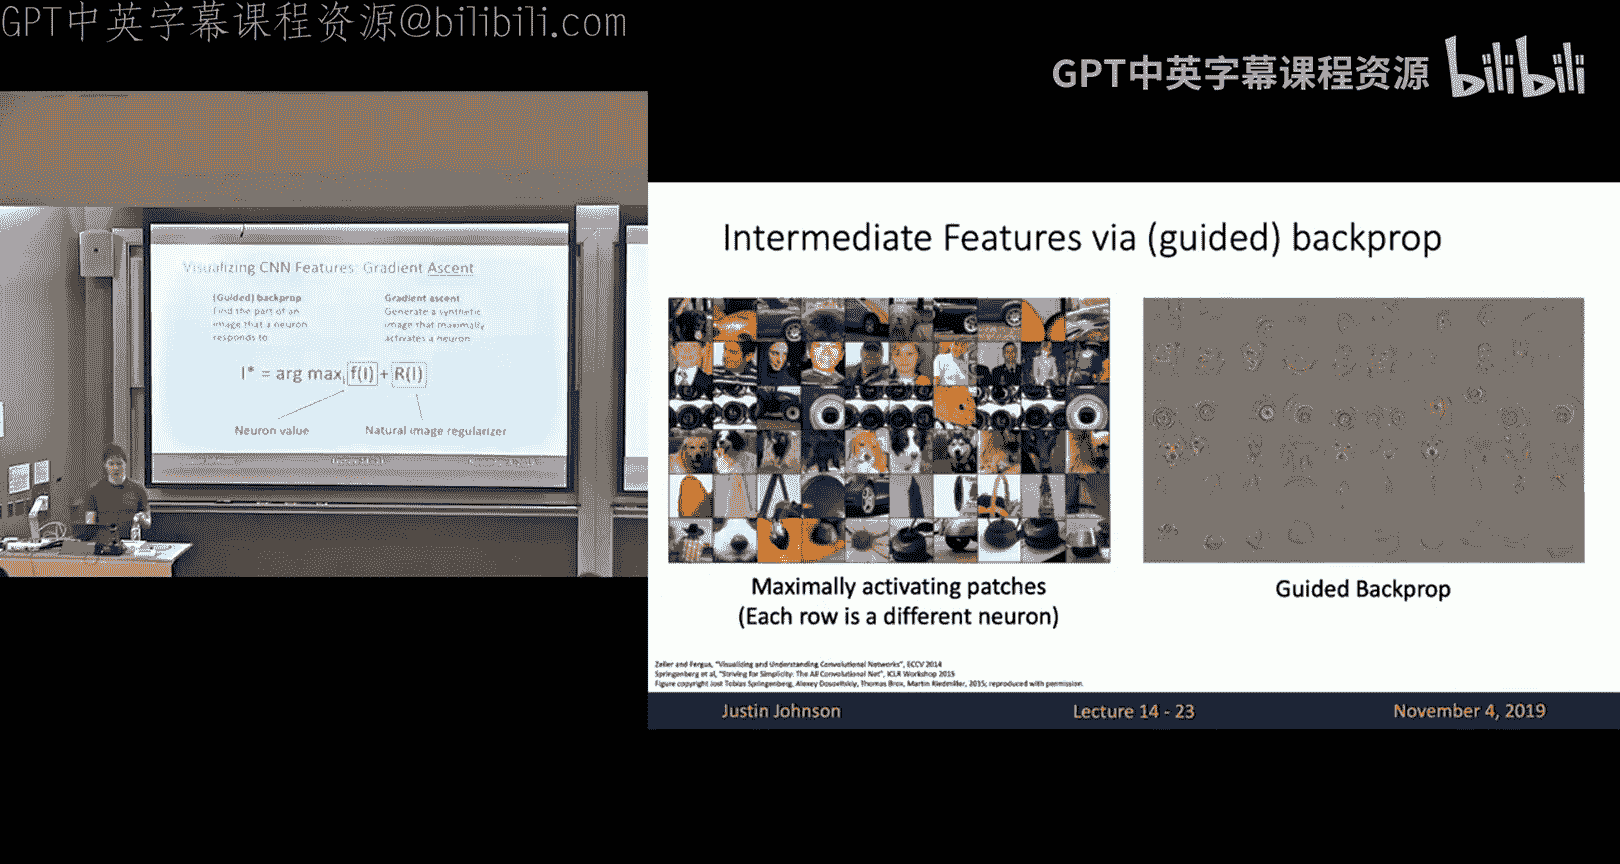 GPT中英字幕课程资源@bilibili.com
GPT中英字幕课程资源 bilibili
Visualizing CNN Features: Gradient Ascent
(Guided) backprop
Find the part of an
image that a neuron
responds to
Gradient ascent
Generate a synthetic
image that maximally
activates a neuron
I* = arg max_I f(I) + R(I)
Neuron value
Natural image regularizer
Intermediate Features via (guided) backprop
Maximally activating patches
(Each row is a different neuron)
Guided Backprop
Zeiler and Fergus, "Visualizing and Understanding Convolutional Networks", ECCV 2014
Springenberg et al, "Striving for Simplicity: The All Convolutional Net", ICLR Workshop 2015
Figure copyright Jost Tobias Springenberg, Alexey Dosovitskiy, Thomas Brox, Martin Riedmiller, 2015; reproduced with permission.
Justin Johnson
Lecture 14 - 23
November 4, 2019